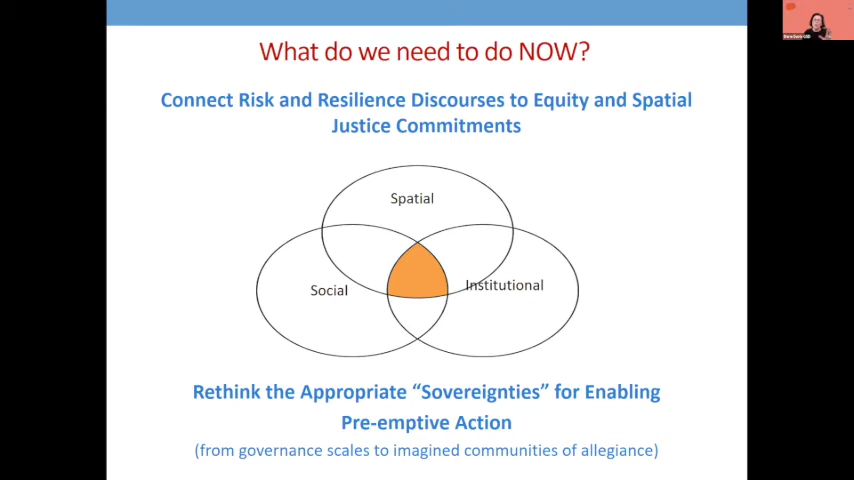 What do we need to do NOW?
Connect Risk and Resilience Discourses to Equity and Spatial
Justice Commitments
Spatial
Social
Institutional
Rethink the Appropriate “Sovereignties” for Enabling
Pre-emptive Action
(from governance scales to imagined communities of allegiance)